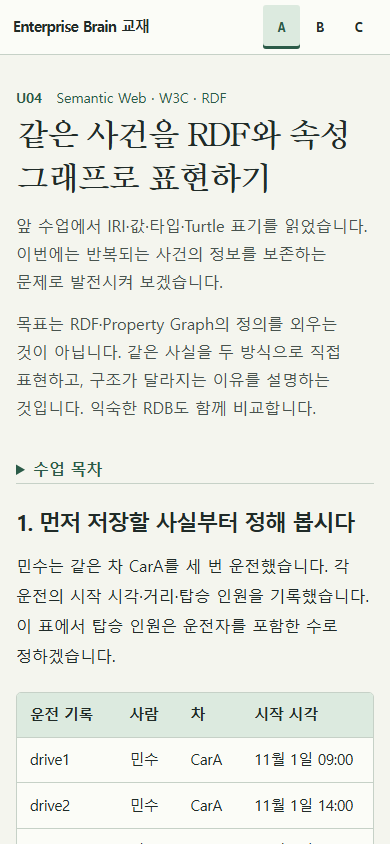 Enterprise Brain 교재 A B C
U04 Semantic Web · W3C · RDF
같은 사건을 RDF와 속성
그래프로 표현하기
앞 수업에서 IRI·값·타입·Turtle 표기를 읽었습니다.
이번에는 반복되는 사건의 정보를 보존하는
문제로 발전시켜 보겠습니다.
목표는 RDF·Property Graph의 정의를 외우는
것이 아닙니다. 같은 사실을 두 방식으로 직접
표현하고, 구조가 달라지는 이유를 설명하는
것입니다. 익숙한 RDB도 함께 비교합니다.
▶ 수업 목차
1. 먼저 저장할 사실부터 정해 봅시다
민수는 같은 차 CarA를 세 번 운전했습니다. 각
운전의 시작 시각·거리·탑승 인원을 기록했습니다.
이 표에서 탑승 인원은 운전자를 포함한 수로
정하겠습니다.
운전 기록 사람 차 시작 시각
drive1 민수 CarA 11월 1일 09:00
drive2 민수 CarA 11월 1일 14:00